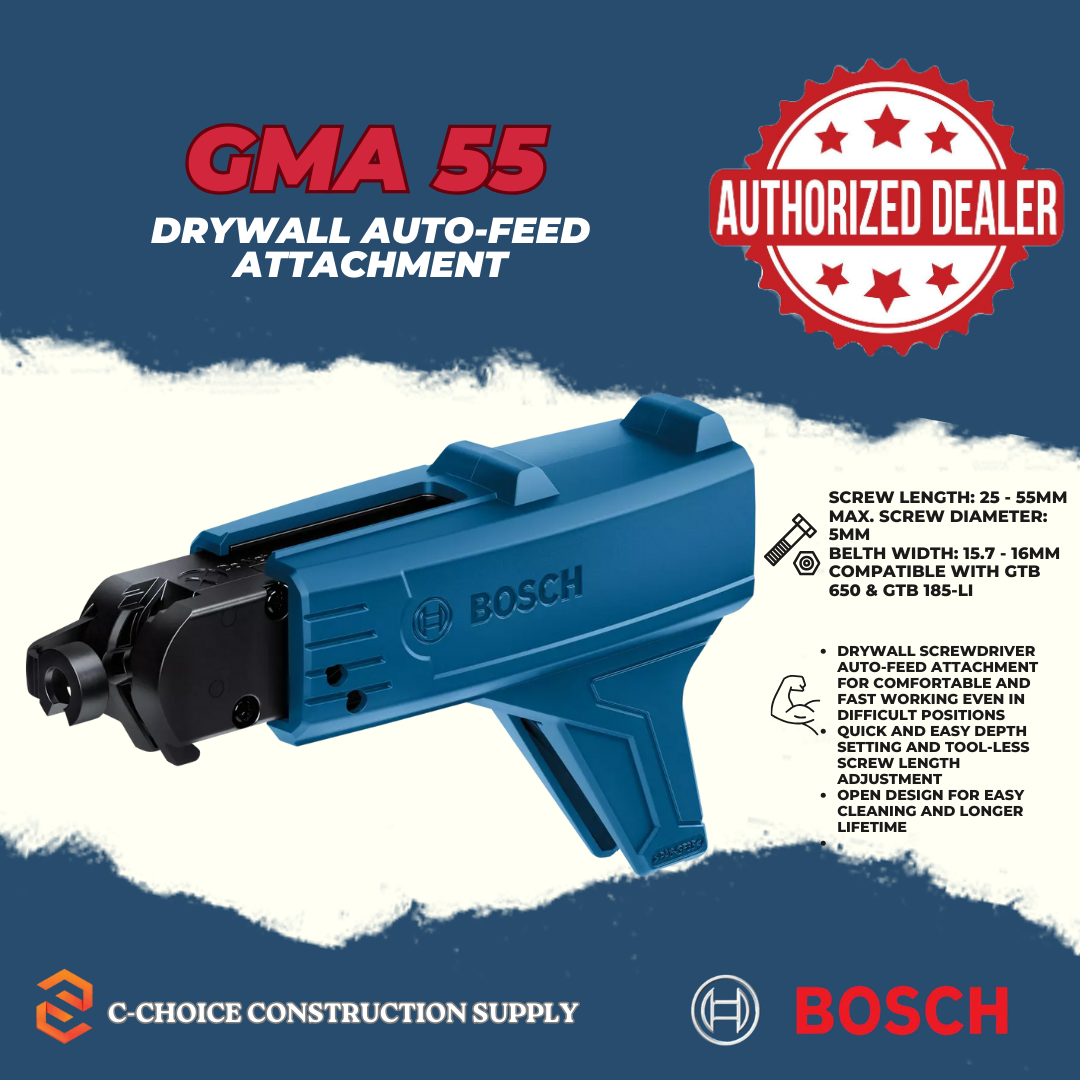 GMA 55
DRYWALL AUTO-FEED
ATTACHMENT
AUTHORIZED DEALER
BOSCH
SCREW LENGTH: 25 - 55MM
MAX. SCREW DIAMETER:
5MM
BELTH WIDTH: 15.7 - 16MM
COMPATIBLE WITH GTB
650 & GTB 185-LI
• DRYWALL SCREWDRIVER
AUTO-FEED ATTACHMENT
FOR COMFORTABLE AND
FAST WORKING EVEN IN
DIFFICULT POSITIONS
• QUICK AND EASY DEPTH
SETTING AND TOOL-LESS
SCREW LENGTH
ADJUSTMENT
• OPEN DESIGN FOR EASY
CLEANING AND LONGER
LIFETIME
•
C-CHOICE CONSTRUCTION SUPPLY
BOSCH